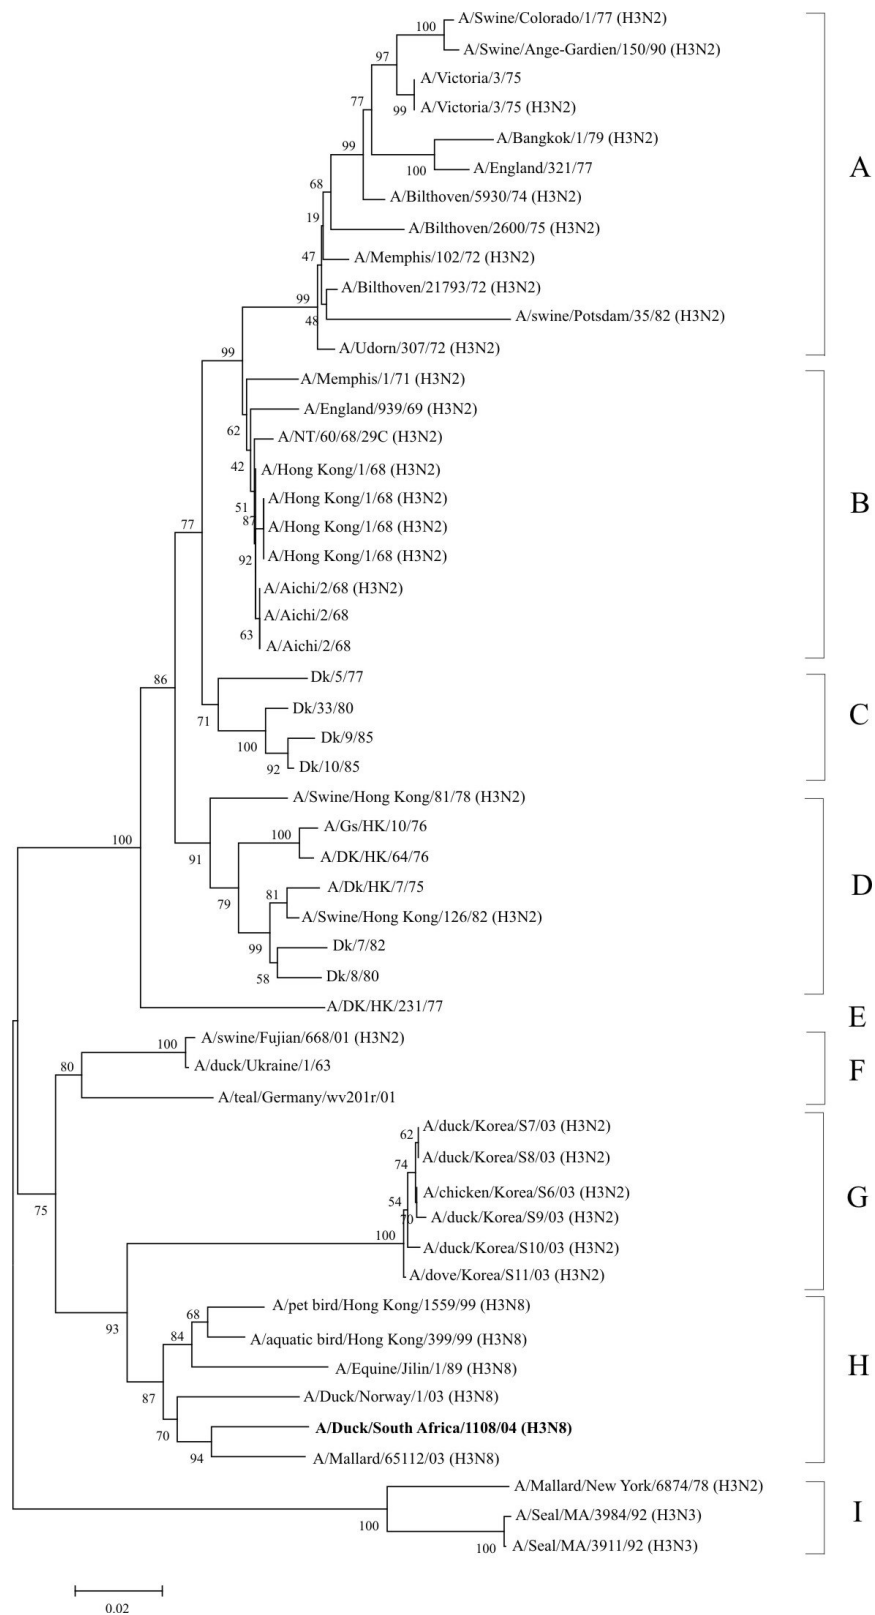 100
A/Swine/Colorado/1/77 (H3N2)
A/Swine/Ange-Gardien/150/90 (H3N2)
97
A/Victoria/3/75
99
A/Victoria/3/75 (H3N2)
77
A/Bangkok/1/79 (H3N2)
99
100
A/England/321/77
A
68
A/Bilthoven/5930/74 (H3N2)
19
A/Bilthoven/2600/75 (H3N2)
47
A/Memphis/102/72 (H3N2)
99
A/Bilthoven/21793/72 (H3N2)
48
A/swine/Potsdam/35/82 (H3N2)
99
A/Udorn/307/72 (H3N2)
A/Memphis/1/71 (H3N2)
A/England/939/69 (H3N2)
62
A/NT/60/68/29C (H3N2)
42
A/Hong Kong/1/68 (H3N2)
A/Hong Kong/1/68 (H3N2)
51
B
87
77
A/Hong Kong/1/68 (H3N2)
92
A/Hong Kong/1/68 (H3N2)
A/Aichi/2/68 (H3N2)
A/Aichi/2/68
63
A/Aichi/2/68
86
Dk/5/77
71
Dk/33/80
C
100
Dk/9/85
92
Dk/10/85
A/Swine/Hong Kong/81/78 (H3N2)
100
100
A/Gs/HK/10/76
91
A/DK/HK/64/76
79
81
A/Dk/HK/7/75
D
A/Swine/Hong Kong/126/82 (H3N2)
99
Dk/7/82
58
Dk/8/80
A/DK/HK/231/77
E
100
A/swine/Fujian/668/01 (H3N2)
80
A/duck/Ukraine/1/63
F
A/teal/Germany/wv201r/01
62
A/duck/Korea/S7/03 (H3N2)
74
A/duck/Korea/S8/03 (H3N2)
A/chicken/Korea/S6/03 (H3N2)
54
G
75
70
A/duck/Korea/S9/03 (H3N2)
100
A/duck/Korea/S10/03 (H3N2)
A/dove/Korea/S11/03 (H3N2)
93
68
A/pet bird/Hong Kong/1559/99 (H3N8)
84
A/aquatic bird/Hong Kong/399/99 (H3N8)
A/Equine/Jilin/1/89 (H3N8)
H
87
A/Duck/Norway/1/03 (H3N8)
70
A/Duck/South Africa/1108/04 (H3N8)
94
A/Mallard/65112/03 (H3N8)
A/Mallard/New York/6874/78 (H3N2)
100
A/Seal/MA/3984/92 (H3N3)
I
100
A/Seal/MA/3911/92 (H3N3)
0.02